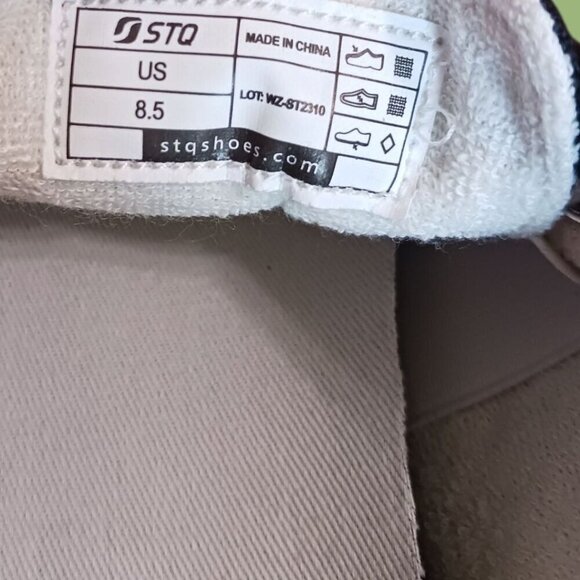 STQ
US
8.5
MADE IN CHINA
LOT: WZ-ST2310
stqshoes.com